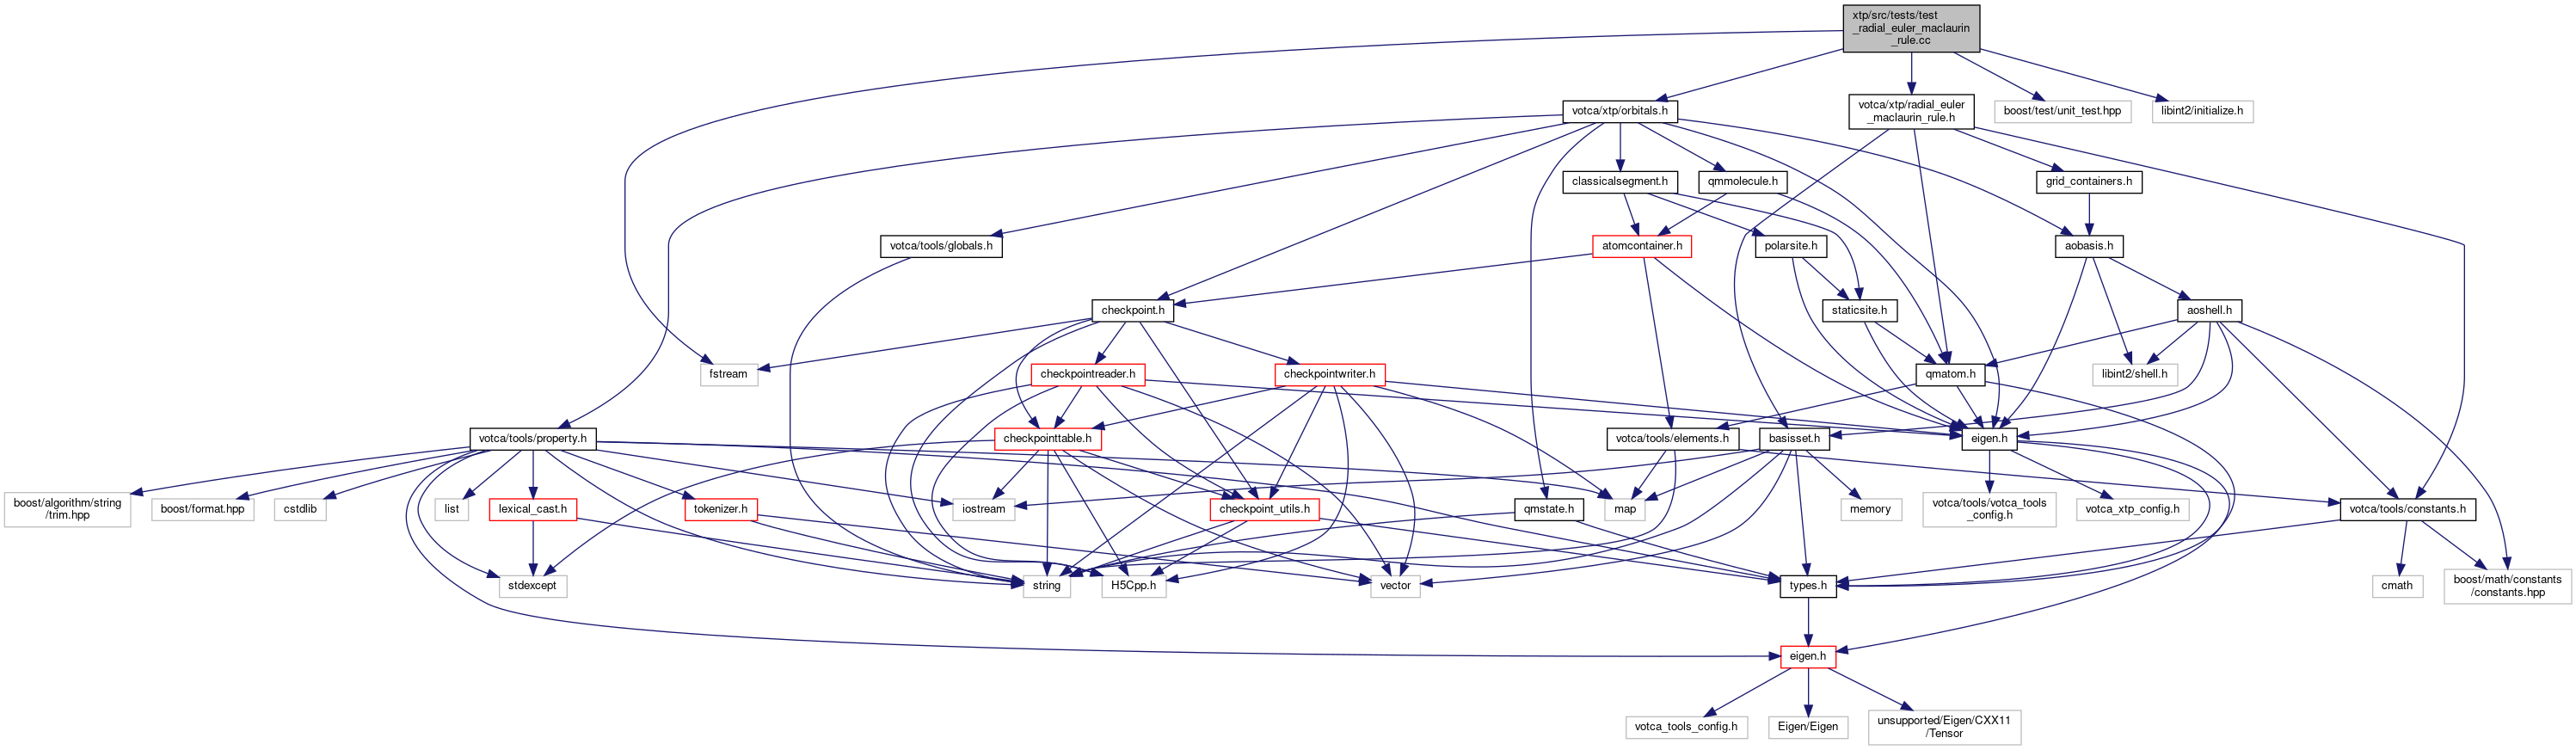 xtp/src/tests/test
_radial_euler_maclaurin
_rule.cc
votca/xtp/orbitals.h
votca/xtp/radial_euler
_maclaurin_rule.h
boost/test/unit_test.hpp
libint2/initialize.h
classicalsegment.h
qmmolecule.h
grid_containers.h
votca/tools/globals.h
atomcontainer.h
polarsite.h
aobasis.h
checkpoint.h
staticsite.h
aoshell.h
fstream
checkpointreader.h
checkpointwriter.h
qmatom.h
libint2/shell.h
votca/tools/property.h
checkpointtable.h
votca/tools/elements.h
basisset.h
eigen.h
boost/algorithm/string
/trim.hpp
boost/format.hpp
cstdlib
list
lexical_cast.h
tokenizer.h
iostream
checkpoint_utils.h
qmstate.h
map
memory
votca/tools/votca_tools
_config.h
votca_xtp_config.h
votca/tools/constants.h
stdexcept
string
H5Cpp.h
vector
types.h
cmath
boost/math/constants
/constants.hpp
eigen.h
votca_tools_config.h
Eigen/Eigen
unsupported/Eigen/CXX11
/Tensor